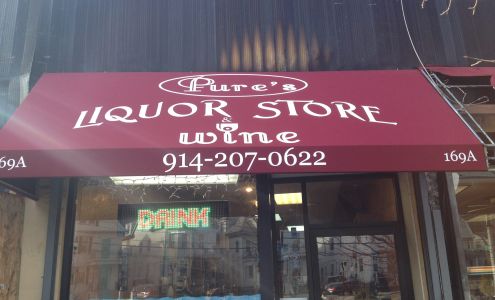 Pure's
LIQUOR STORE
&
wine
169A 914-207-0622 169A
DRINK